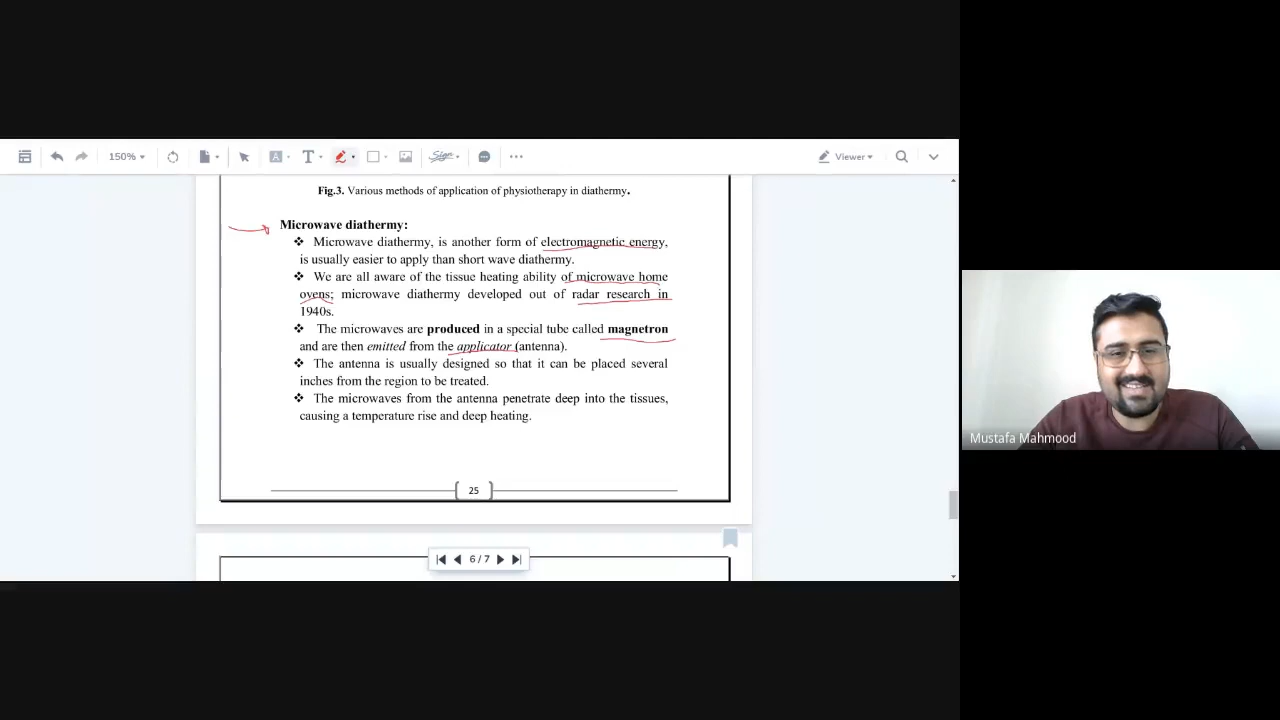 150%
T
Sign
Viewer
Fig.3. Various methods of application of physiotherapy in diathermy.
Microwave diathermy:
❖ Microwave diathermy, is another form of electromagnetic energy,
is usually easier to apply than short wave diathermy.
❖ We are all aware of the tissue heating ability of microwave home
ovens; microwave diathermy developed out of radar research in
1940s.
❖ The microwaves are produced in a special tube called magnetron
and are then emitted from the applicator (antenna).
❖ The antenna is usually designed so that it can be placed several
inches from the region to be treated.
❖ The microwaves from the antenna penetrate deep into the tissues,
causing a temperature rise and deep heating.
25
6 / 7
Mustafa Mahmood